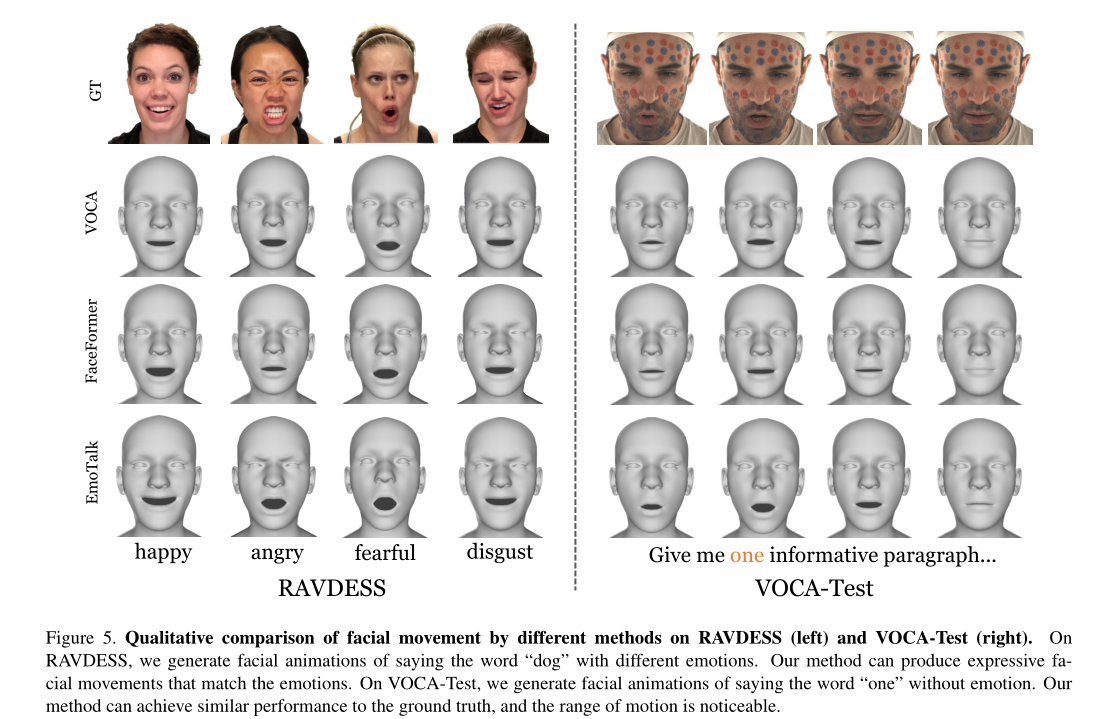 GT
VOCA
FaceFormer
EmoTalk
happy angry fearful disgust
Give me one informative paragraph...
RAVDESS
VOCA-Test
Figure 5. Qualitative comparison of facial movement by different methods on RAVDESS (left) and VOCA-Test (right). On
RAVDESS, we generate facial animations of saying the word “dog” with different emotions. Our method can produce expressive fa-
cial movements that match the emotions. On VOCA-Test, we generate facial animations of saying the word “one” without emotion. Our
method can achieve similar performance to the ground truth, and the range of motion is noticeable.